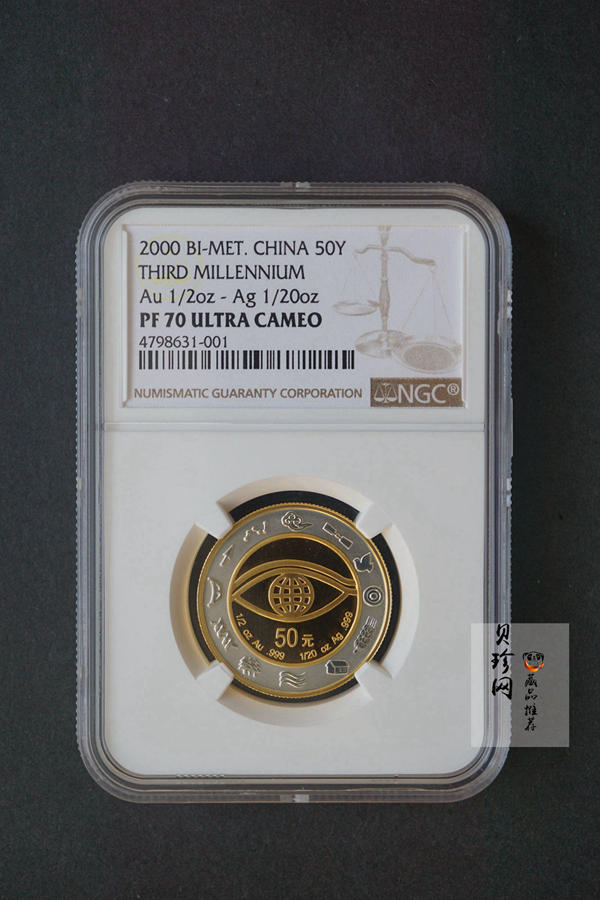 2000 BI-MET. CHINA 50Y
THIRD MILLENNIUM
Au 1/2oz - Ag 1/20oz
PF 70 ULTRA CAMEO
4798631-001
NUMISMATIC GUARANTY CORPORATION
NGC®
50元
1/2 oz Au .999 1/20 oz Ag .999
贝珍网
藏品
推荐